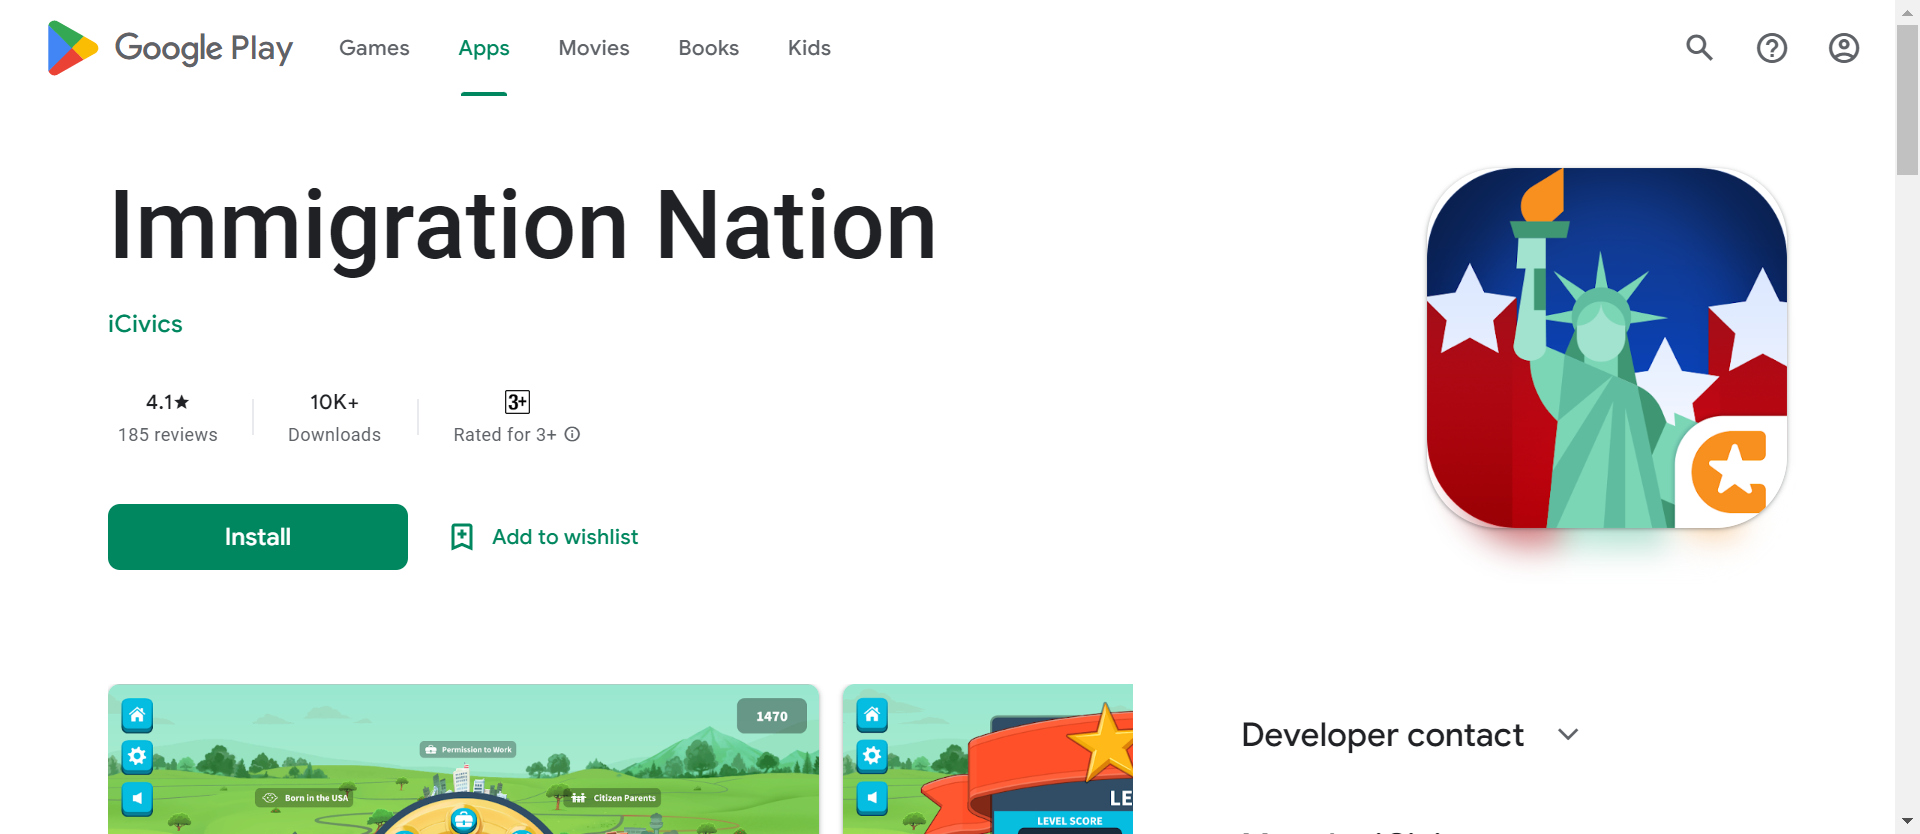 Google Play
Games
Apps
Movies
Books
Kids
Immigration Nation
iCivics
4.1★
185 reviews
10K+
Downloads
3+
Rated for 3+
Install
Add to wishlist
1470
Permission to Work
Born in the USA
Citizen Parents
LE
LEVEL SCORE
Developer contact